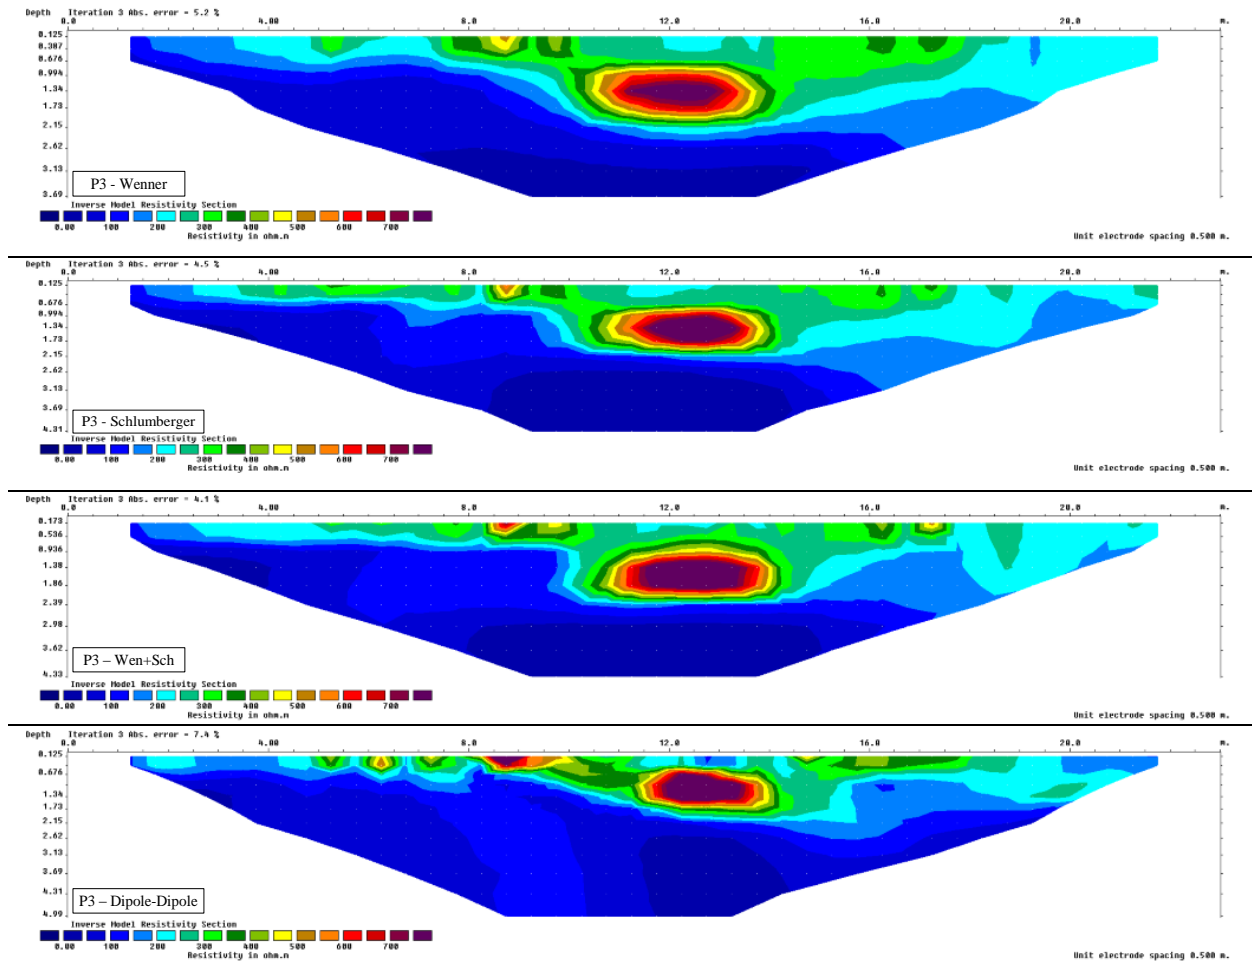 Depth Iteration 3 Abs. error = 5.2 %
0.0 4.00 8.0 12.0 16.0 20.0 m.
0.125
0.387
0.676
0.994
1.34
1.73
2.15
2.62
3.13
3.69
P3 - Wenner
Inverse Model Resistivity Section
0.00 100 200 300 400 500 600 700
Resistivity in ohm.m
Unit electrode spacing 0.500 m.
Depth Iteration 3 Abs. error = 4.5 %
0.0 4.00 8.0 12.0 16.0 20.0 m.
0.125
0.676
0.994
1.34
1.73
2.15
2.62
3.13
3.69
4.31
P3 - Schlumberger
Inverse Model Resistivity Section
0.00 100 200 300 400 500 600 700
Resistivity in ohm.m
Unit electrode spacing 0.500 m.
Depth Iteration 3 Abs. error = 4.1 %
0.0 4.00 8.0 12.0 16.0 20.0 m.
0.173
0.536
0.936
1.38
1.86
2.39
2.98
3.62
4.33
P3 – Wen+Sch
Inverse Model Resistivity Section
0.00 100 200 300 400 500 600 700
Resistivity in ohm.m
Unit electrode spacing 0.500 m.
Depth Iteration 3 Abs. error = 7.4 %
0.0 4.00 8.0 12.0 16.0 20.0 m.
0.125
0.676
1.34
1.73
2.15
2.62
3.13
3.69
4.31
4.99
P3 – Dipole-Dipole
Inverse Model Resistivity Section
0.00 100 200 300 400 500 600 700
Resistivity in ohm.m
Unit electrode spacing 0.500 m.